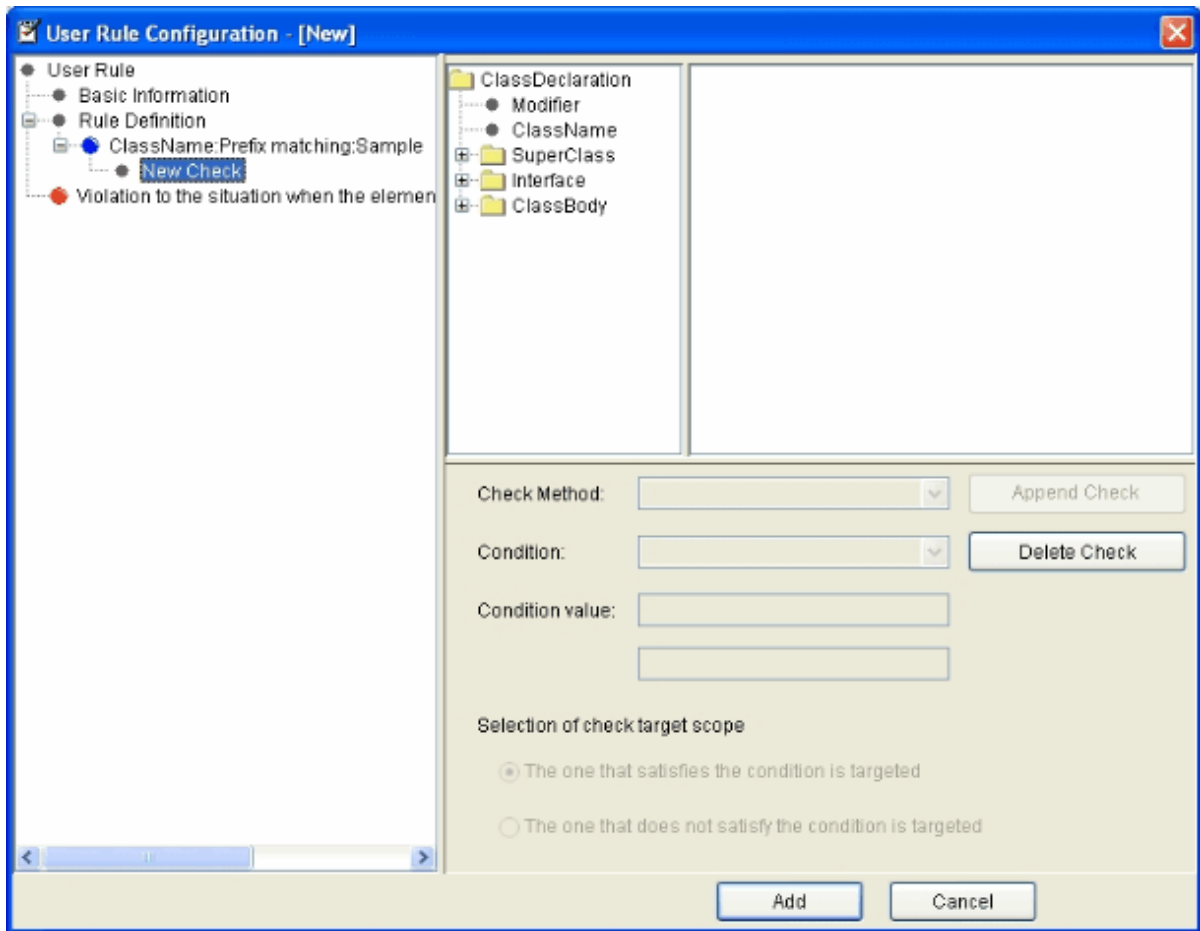 User Rule Configuration - [New]
User Rule
Basic Information
Rule Definition
ClassName:Prefix matching:Sample
New Check
Violation to the situation when the elemen
ClassDeclaration
Modifier
ClassName
SuperClass
Interface
ClassBody
Check Method:
Append Check
Condition:
Delete Check
Condition value:
Selection of check target scope
The one that satisfies the condition is targeted
The one that does not satisfy the condition is targeted
Add
Cancel